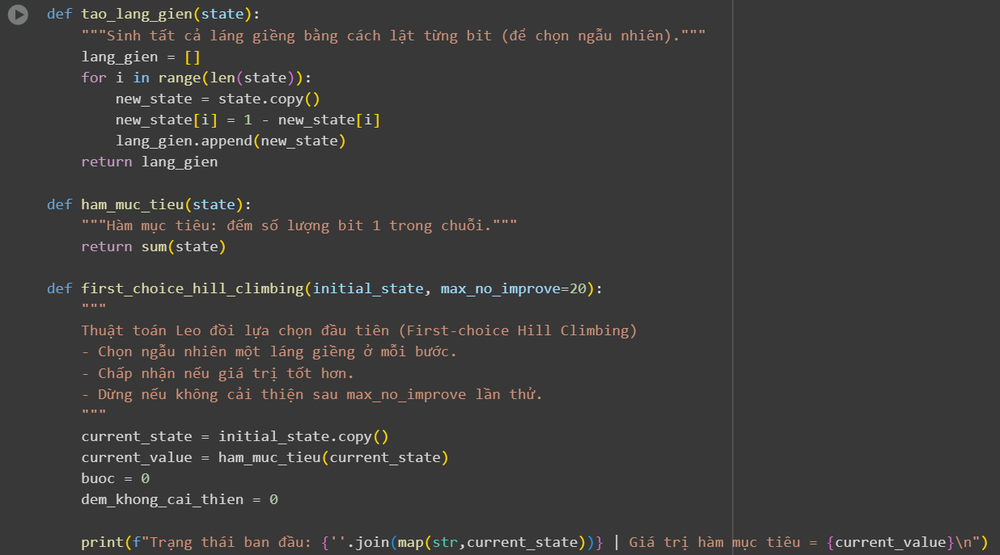 def tao_lang_gien(state):
    """Sinh tất cả láng giềng bằng cách lật từng bit (để chọn ngẫu nhiên)."""
    lang_gien = []
    for i in range(len(state)):
        new_state = state.copy()
        new_state[i] = 1 - new_state[i]
        lang_gien.append(new_state)
    return lang_gien

def ham_muc_tieu(state):
    """Hàm mục tiêu: đếm số lượng bit 1 trong chuỗi."""
    return sum(state)

def first_choice_hill_climbing(initial_state, max_no_improve=20):
    """
    Thuật toán Leo đồi lựa chọn đầu tiên (First-choice Hill Climbing)
    - Chọn ngẫu nhiên một láng giềng ở mỗi bước.
    - Chấp nhận nếu giá trị tốt hơn.
    - Dừng nếu không cải thiện sau max_no_improve lần thử.
    """
    current_state = initial_state.copy()
    current_value = ham_muc_tieu(current_state)
    buoc = 0
    dem_khong_cai_thien = 0

    print(f"Trạng thái ban đầu: {''.join(map(str,current_state))} | Giá trị hàm mục tiêu = {current_value}\n")